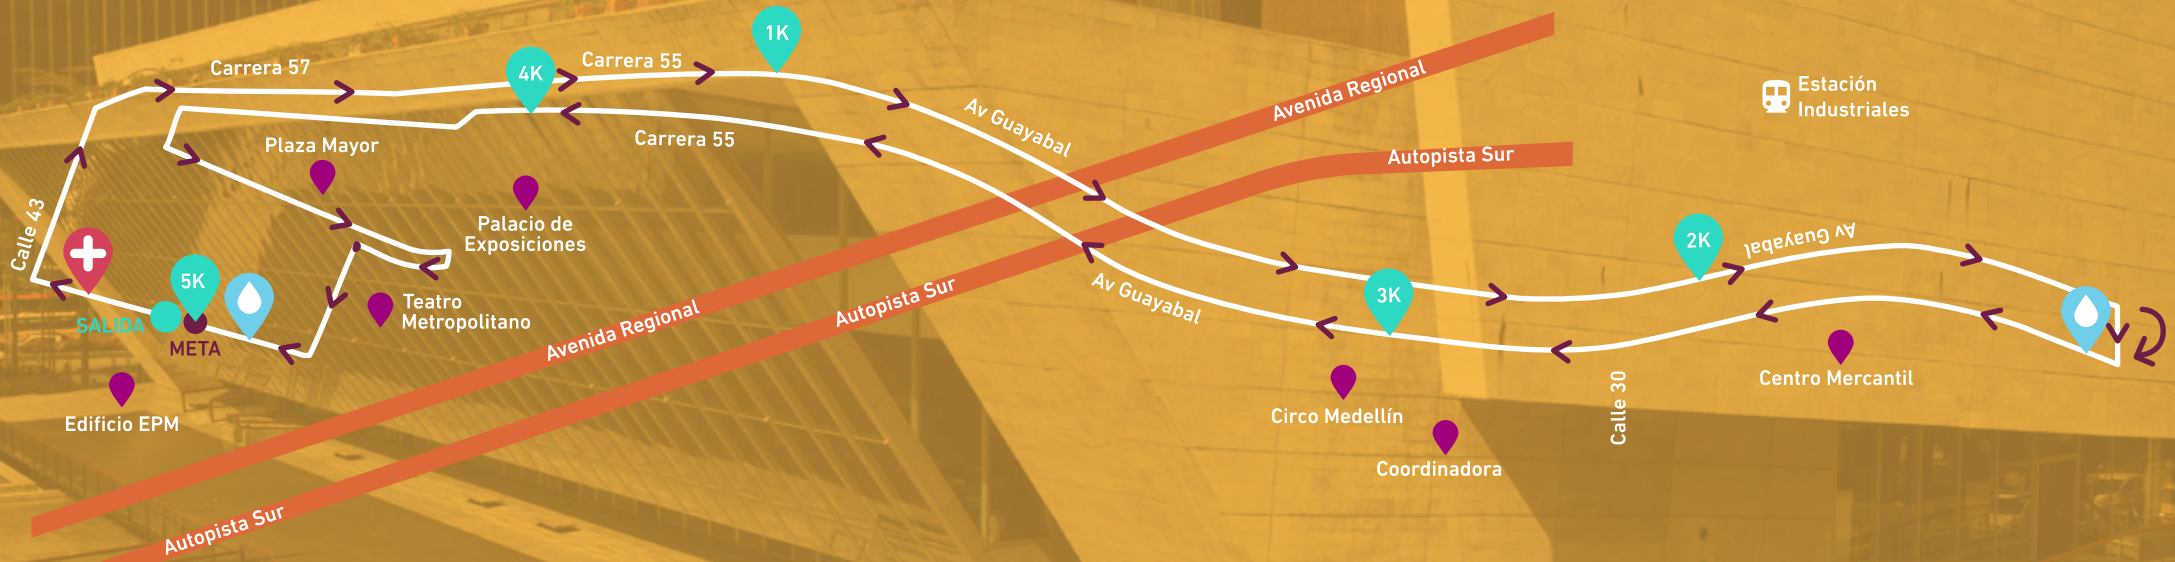 1K
Carrera 57
4K
Carrera 55
Estación
Industriales
Avenida Regional
Av Guayabal
Carrera 55
Plaza Mayor
Autopista Sur
Palacio de
Exposiciones
Calle 43
2K
Av Guayabal
5K
3K
Av Guayabal
Teatro
Metropolitano
SALIDA
META
Autopista Sur
Avenida Regional
Centro Mercantil
Circo Medellín
Calle 30
Edificio EPM
Coordinadora
Autopista Sur